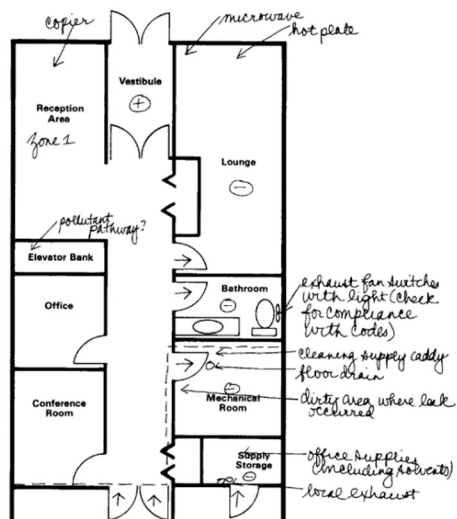 copier
microwave
hot plate
Vestibule
+
Reception
Area
Zone 1
Lounge
−
pollutant
pathway?
Elevator Bank
Bathroom
−
exhaust fan switches
with light (check
for compliance
with codes)
Office
cleaning supply caddy
floor drain
dirty area where leak
occurred
Conference
Room
−
Mechanical
Room
Supply
Storage
−
office supplies
(including solvents)
local exhaust